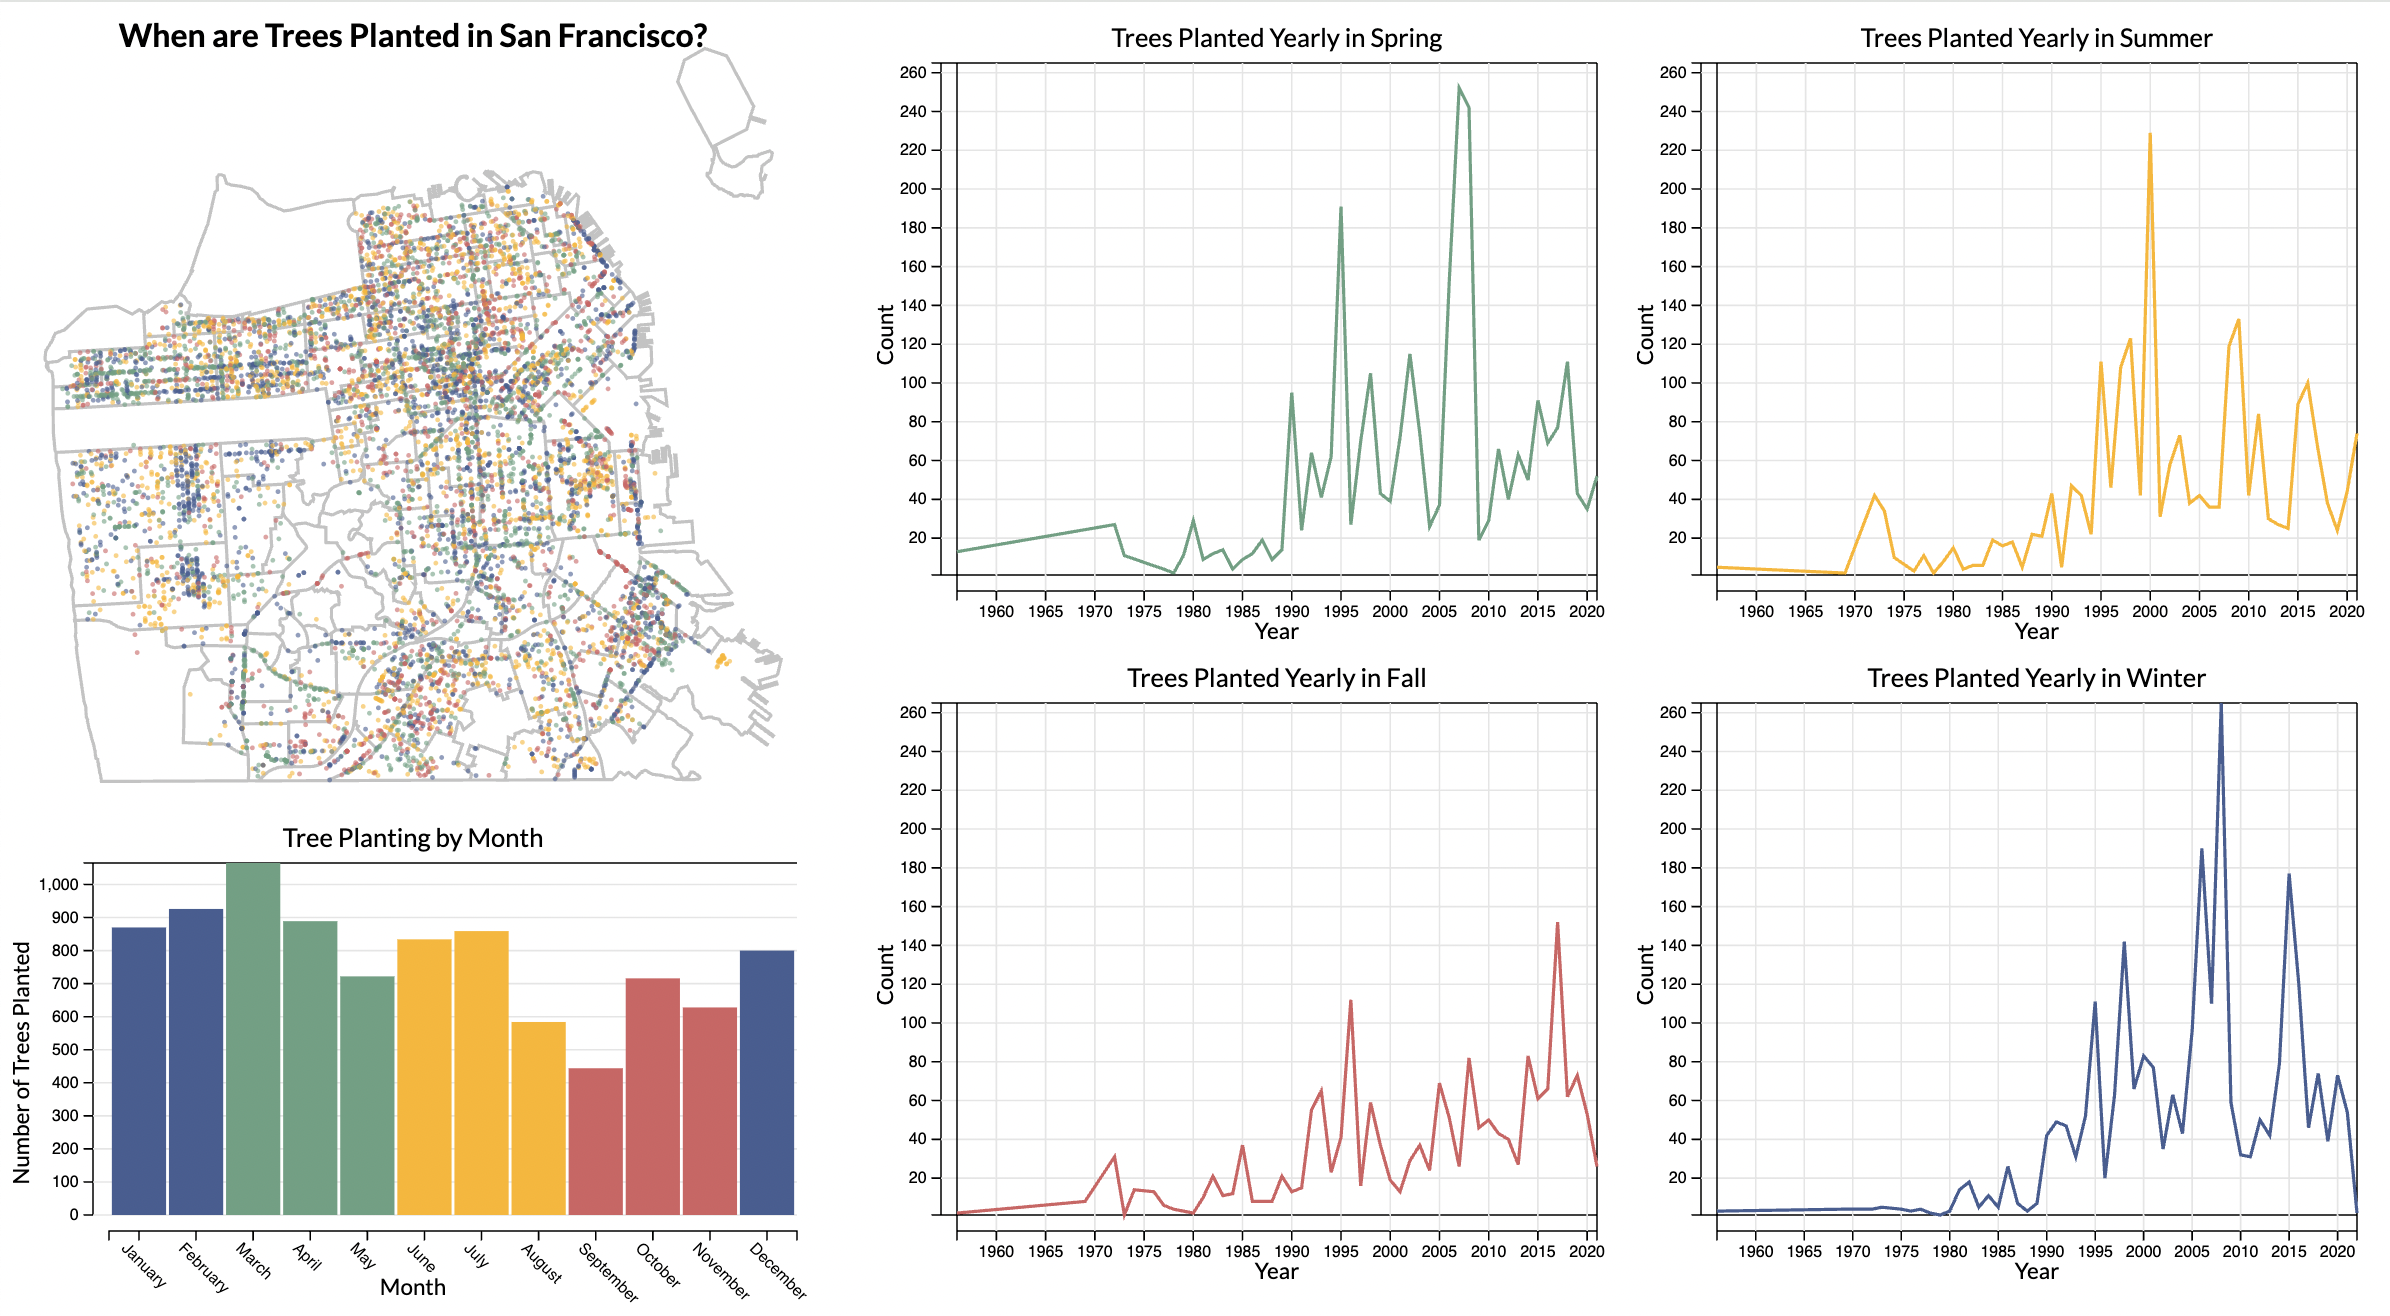 When are Trees Planted in San Francisco?
Tree Planting by Month
Number of Trees Planted
1,000
900
800
700
600
500
400
300
200
100
0
January
February
March
April
May
June
July
August
September
October
November
December
Month
Trees Planted Yearly in Spring
Count
260
240
220
200
180
160
140
120
100
80
60
40
20
1960 1965 1970 1975 1980 1985 1990 1995 2000 2005 2010 2015 2020
Year
Trees Planted Yearly in Summer
Count
260
240
220
200
180
160
140
120
100
80
60
40
20
1960 1965 1970 1975 1980 1985 1990 1995 2000 2005 2010 2015 2020
Year
Trees Planted Yearly in Fall
Count
260
240
220
200
180
160
140
120
100
80
60
40
20
1960 1965 1970 1975 1980 1985 1990 1995 2000 2005 2010 2015 2020
Year
Trees Planted Yearly in Winter
Count
260
240
220
200
180
160
140
120
100
80
60
40
20
1960 1965 1970 1975 1980 1985 1990 1995 2000 2005 2010 2015 2020
Year